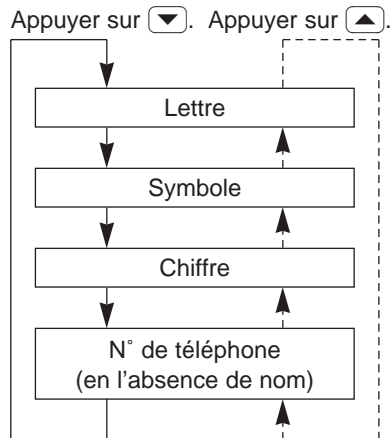 Appuyer sur ▼. Appuyer sur ▲.
Lettre
Symbole
Chiffre
N˚ de téléphone
(en l’absence de nom)